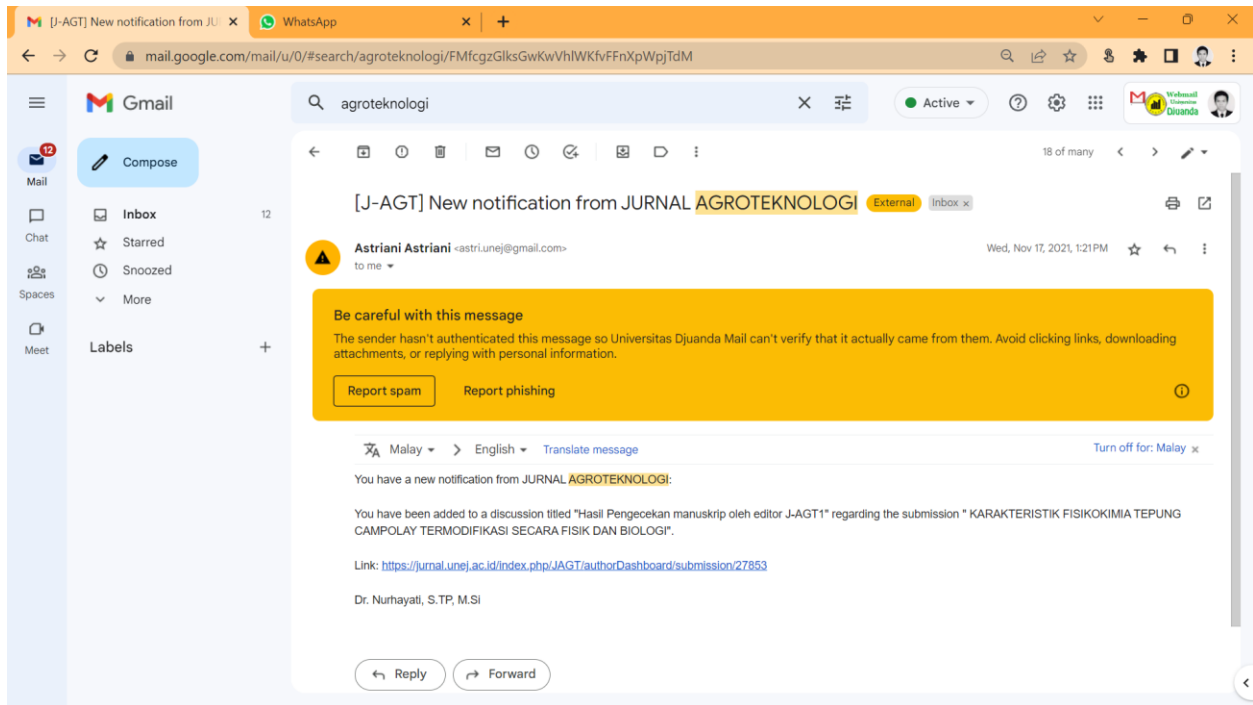 [J-AGT] New notification from JU
WhatsApp
mail.google.com/mail/u/0/#search/agroteknologi/FMfcgzGlksGwKwVhlWKfvFFnXpWpjTdM
Gmail
agroteknologi
Active
Webmail
Universitas
Djuanda
12
Mail
Chat
Spaces
Meet
Compose
Inbox 12
Starred
Snoozed
More
Labels
18 of many
[J-AGT] New notification from JURNAL AGROTEKNOLOGI External Inbox x
Astriani Astriani <astri.unej@gmail.com> Wed, Nov 17, 2021, 1:21 PM
to me
Be careful with this message
The sender hasn't authenticated this message so Universitas Djuanda Mail can't verify that it actually came from them. Avoid clicking links, downloading
attachments, or replying with personal information.
Report spam Report phishing
Malay > English Translate message Turn off for: Malay x
You have a new notification from JURNAL AGROTEKNOLOGI:
You have been added to a discussion titled "Hasil Pengecekan manuskrip oleh editor J-AGT1" regarding the submission " KARAKTERISTIK FISIKOKIMIA TEPUNG
CAMPOLAY TERMODIFIKASI SECARA FISIK DAN BIOLOGI".
Link: https://jurnal.unej.ac.id/index.php/JAGT/authorDashboard/submission/27853
Dr. Nurhayati, S.TP, M.Si
Reply Forward